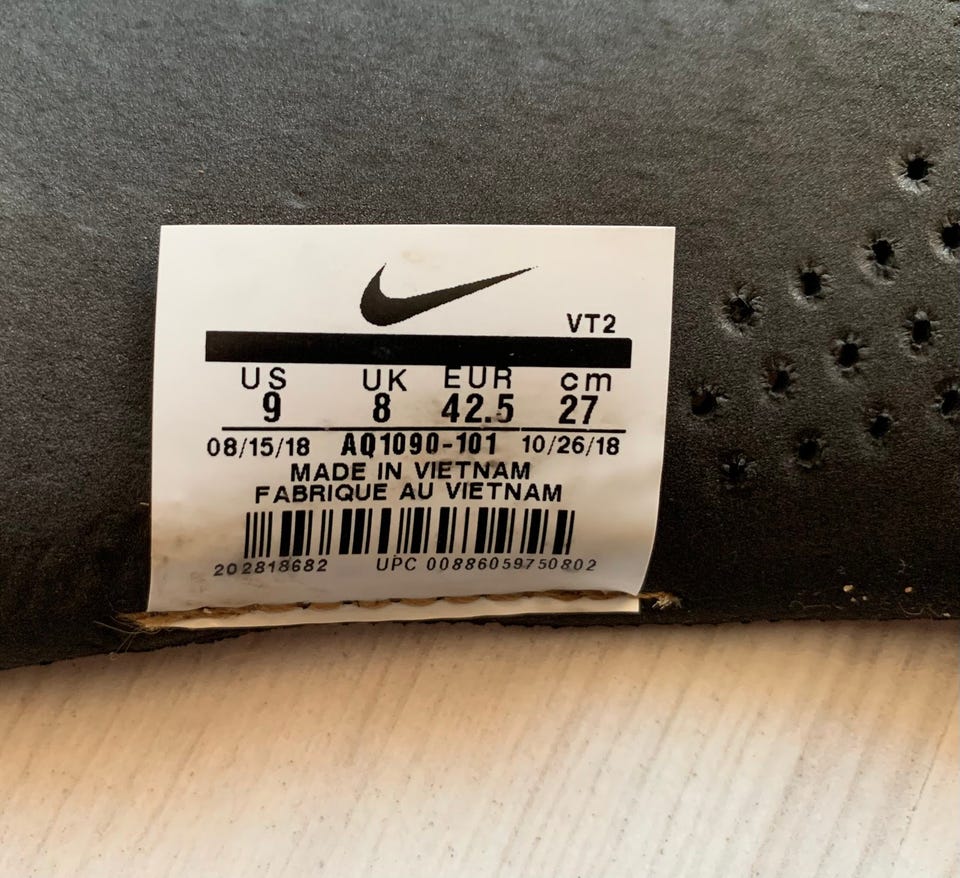 VT2
US UK EUR cm
9 8 42.5 27
08/15/18 AQ1090-101 10/26/18
MADE IN VIETNAM
FABRIQUE AU VIETNAM
202818682 UPC 00886059750802